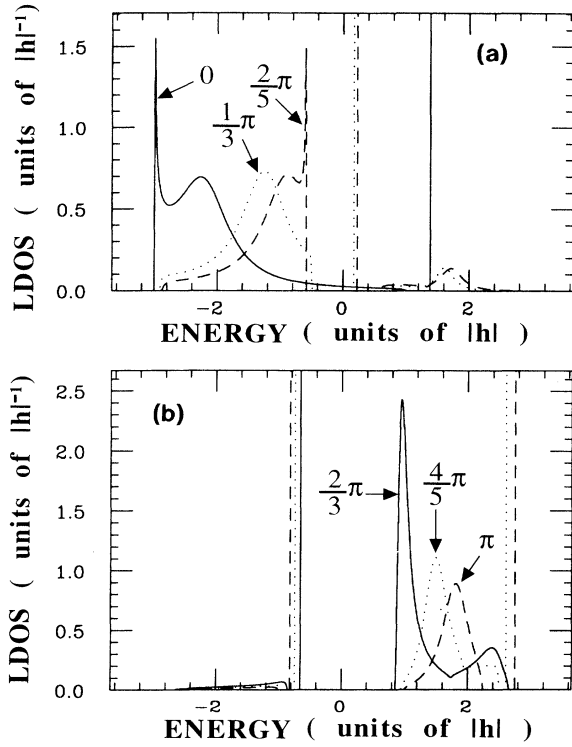 (a)
LDOS ( units of |h|⁻¹ )
1.5
1.0
0.5
0.0
0
1/3 π
2/5 π
−2 0 2
ENERGY ( units of |h| )
(b)
LDOS ( units of |h|⁻¹ )
2.5
2.0
1.5
1.0
0.5
0.0
2/3 π
4/5 π
π
−2 0 2
ENERGY ( units of |h| )